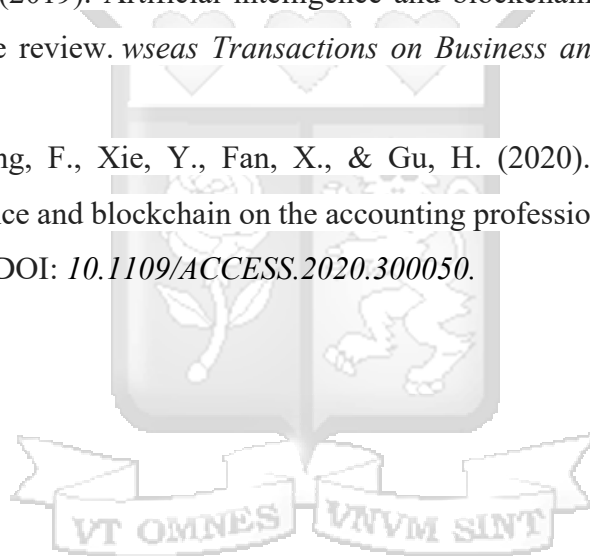 (2019). Artificial intelligence and blockchain
e review. wseas Transactions on Business an
ng, F., Xie, Y., Fan, X., & Gu, H. (2020).
nce and blockchain on the accounting professio
DOI: 10.1109/ACCESS.2020.300050.
VT OMNES VNVM SINT